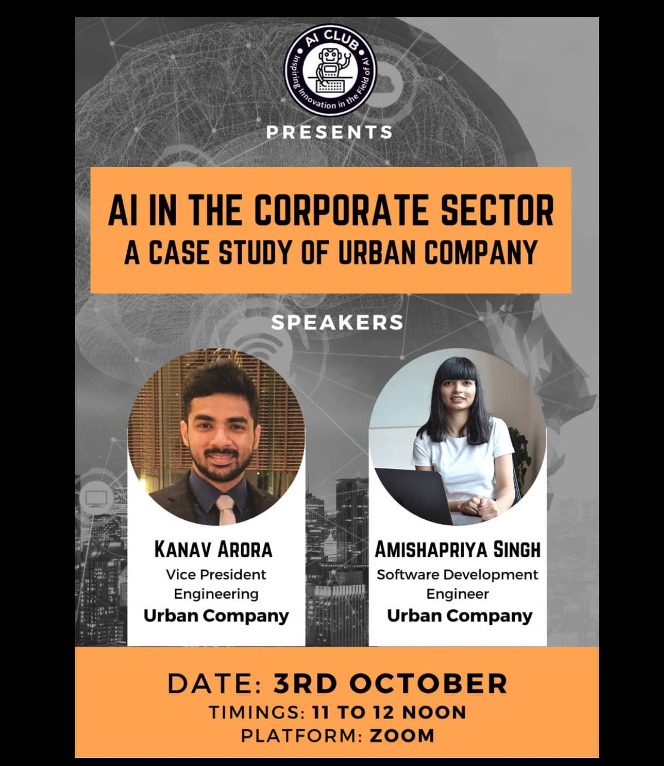 AI CLUB
Inspiring Innovation in the Field of AI
PRESENTS
AI IN THE CORPORATE SECTOR
A CASE STUDY OF URBAN COMPANY
SPEAKERS
KANAV ARORA
Vice President
Engineering
Urban Company
AMISHAPRIYA SINGH
Software Development
Engineer
Urban Company
DATE: 3RD OCTOBER
TIMINGS: 11 TO 12 NOON
PLATFORM: ZOOM